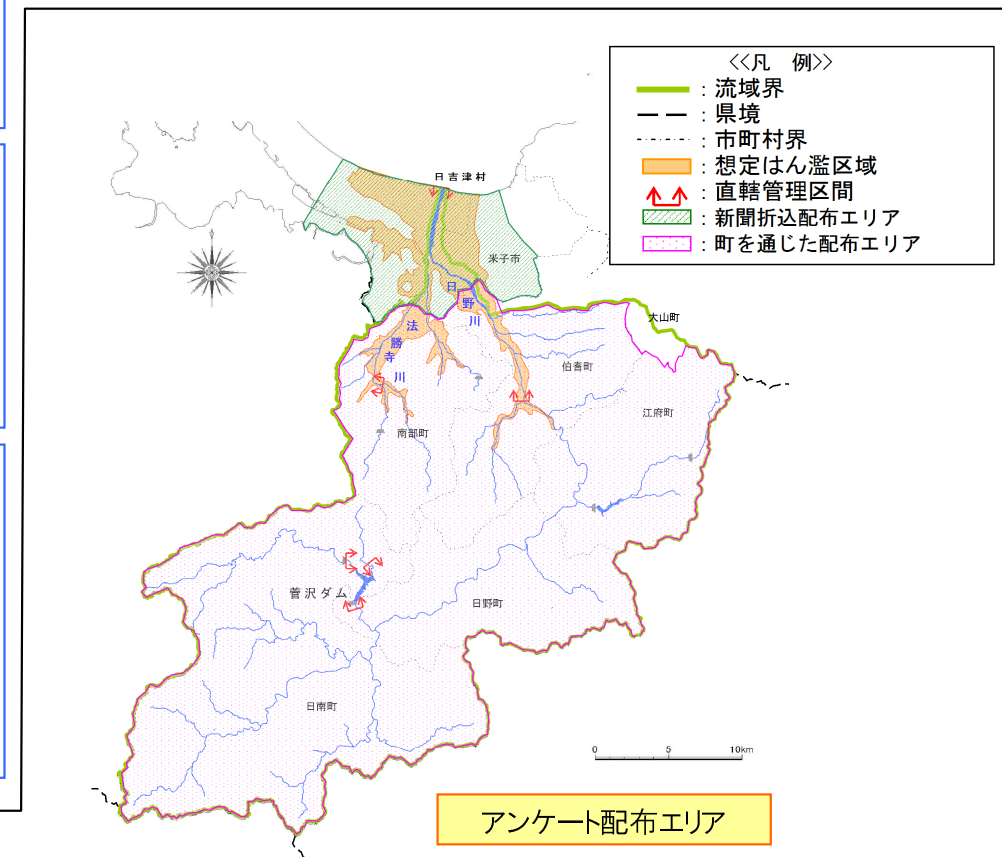 <<凡 例>>
: 流域界
: 県境
: 市町村界
: 想定はん濫区域
: 直轄管理区間
: 新聞折込配布エリア
: 町を通じた配布エリア
日吉津村
米子市
日野川
大山町
法勝寺川
伯耆町
江府町
南部町
菅沢ダム
日野町
日南町
0 5 10km
アンケート配布エリア